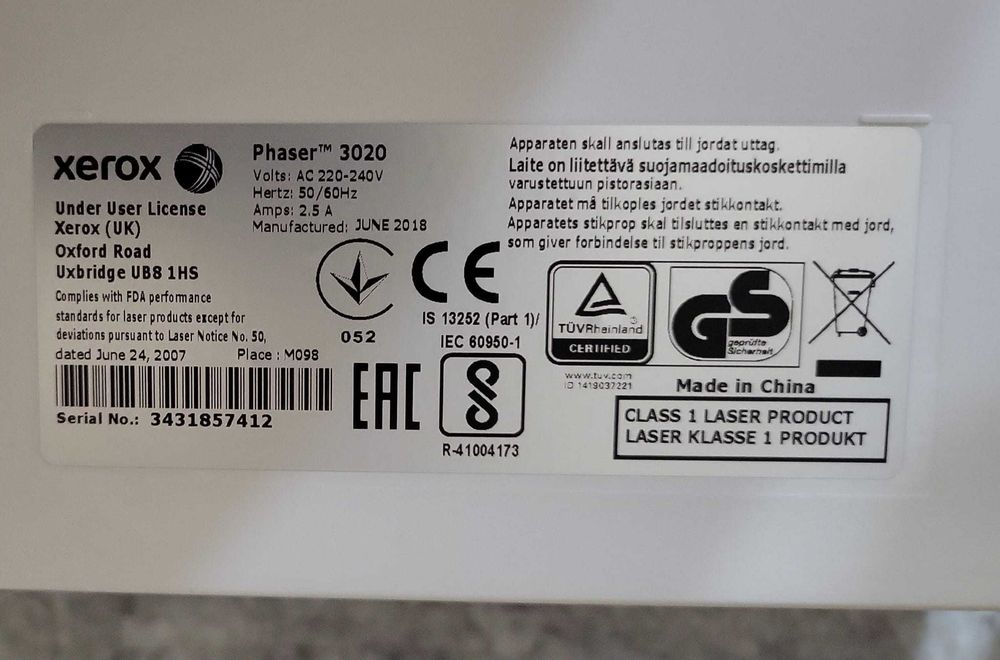 xerox
Under User License
Xerox (UK)
Oxford Road
Uxbridge UB8 1HS
Complies with FDA performance
standards for laser products except for
deviations pursuant to Laser Notice No. 50,
dated June 24, 2007 Place : M098
Serial No.: 3431857412
Phaser™ 3020
Volts: AC 220-240V
Hertz: 50/60Hz
Amps: 2.5 A
Manufactured: JUNE 2018
052
CE
IS 13252 (Part 1)/
IEC 60950-1
EAC
R-41004173
Apparaten skall anslutas till jordat uttag.
Laite on liitettävä suojamaadoituskoskettimilla
varustettuun pistorasiaan.
Apparatet må tilkoples jordet stikkontakt.
Apparatets stikprop skal tilsluttes en stikkontakt med jord,
som giver forbindelse til stikproppens jord.
TÜVRheinland®
CERTIFIED
www.tuv.com
ID 1419037221
GS
geprüfte
Sicherheit
Made in China
CLASS 1 LASER PRODUCT
LASER KLASSE 1 PRODUKT